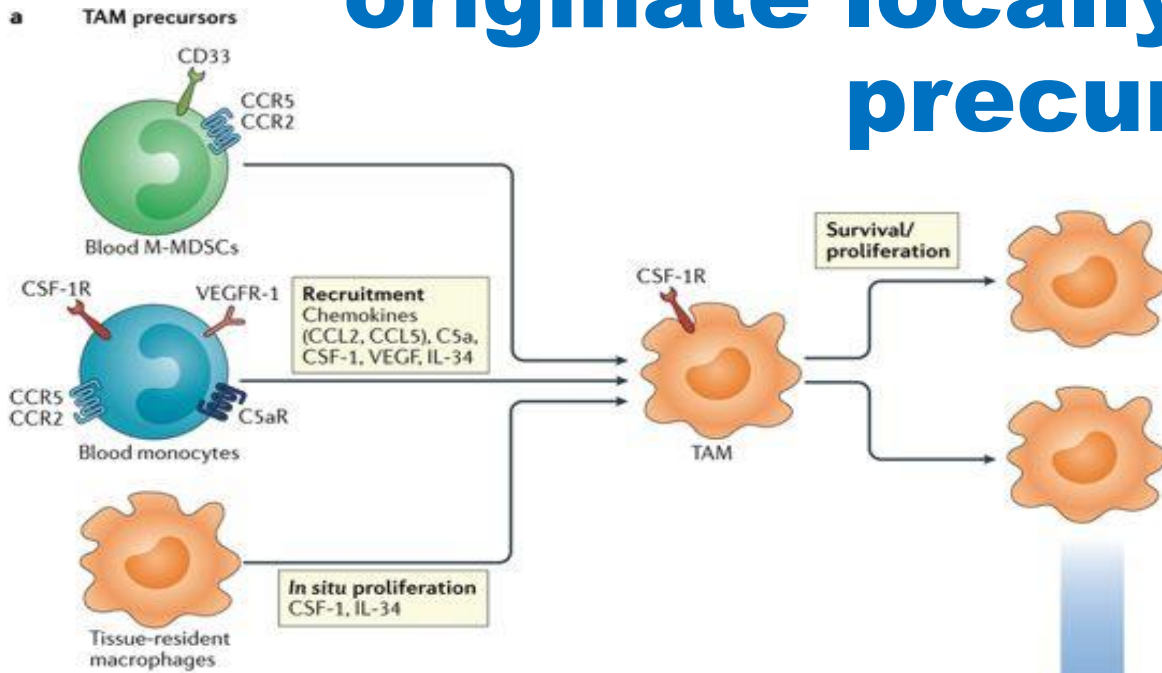 originate locally
precur
a TAM precursors
CD33
CCR5
CCR2
Blood M-MDSCs
CSF-1R
VEGFR-1
CCR5
CCR2
C5aR
Blood monocytes
Recruitment
Chemokines
(CCL2, CCL5), C5a,
CSF-1, VEGF, IL-34
Tissue-resident
macrophages
In situ proliferation
CSF-1, IL-34
CSF-1R
TAM
Survival/
proliferation